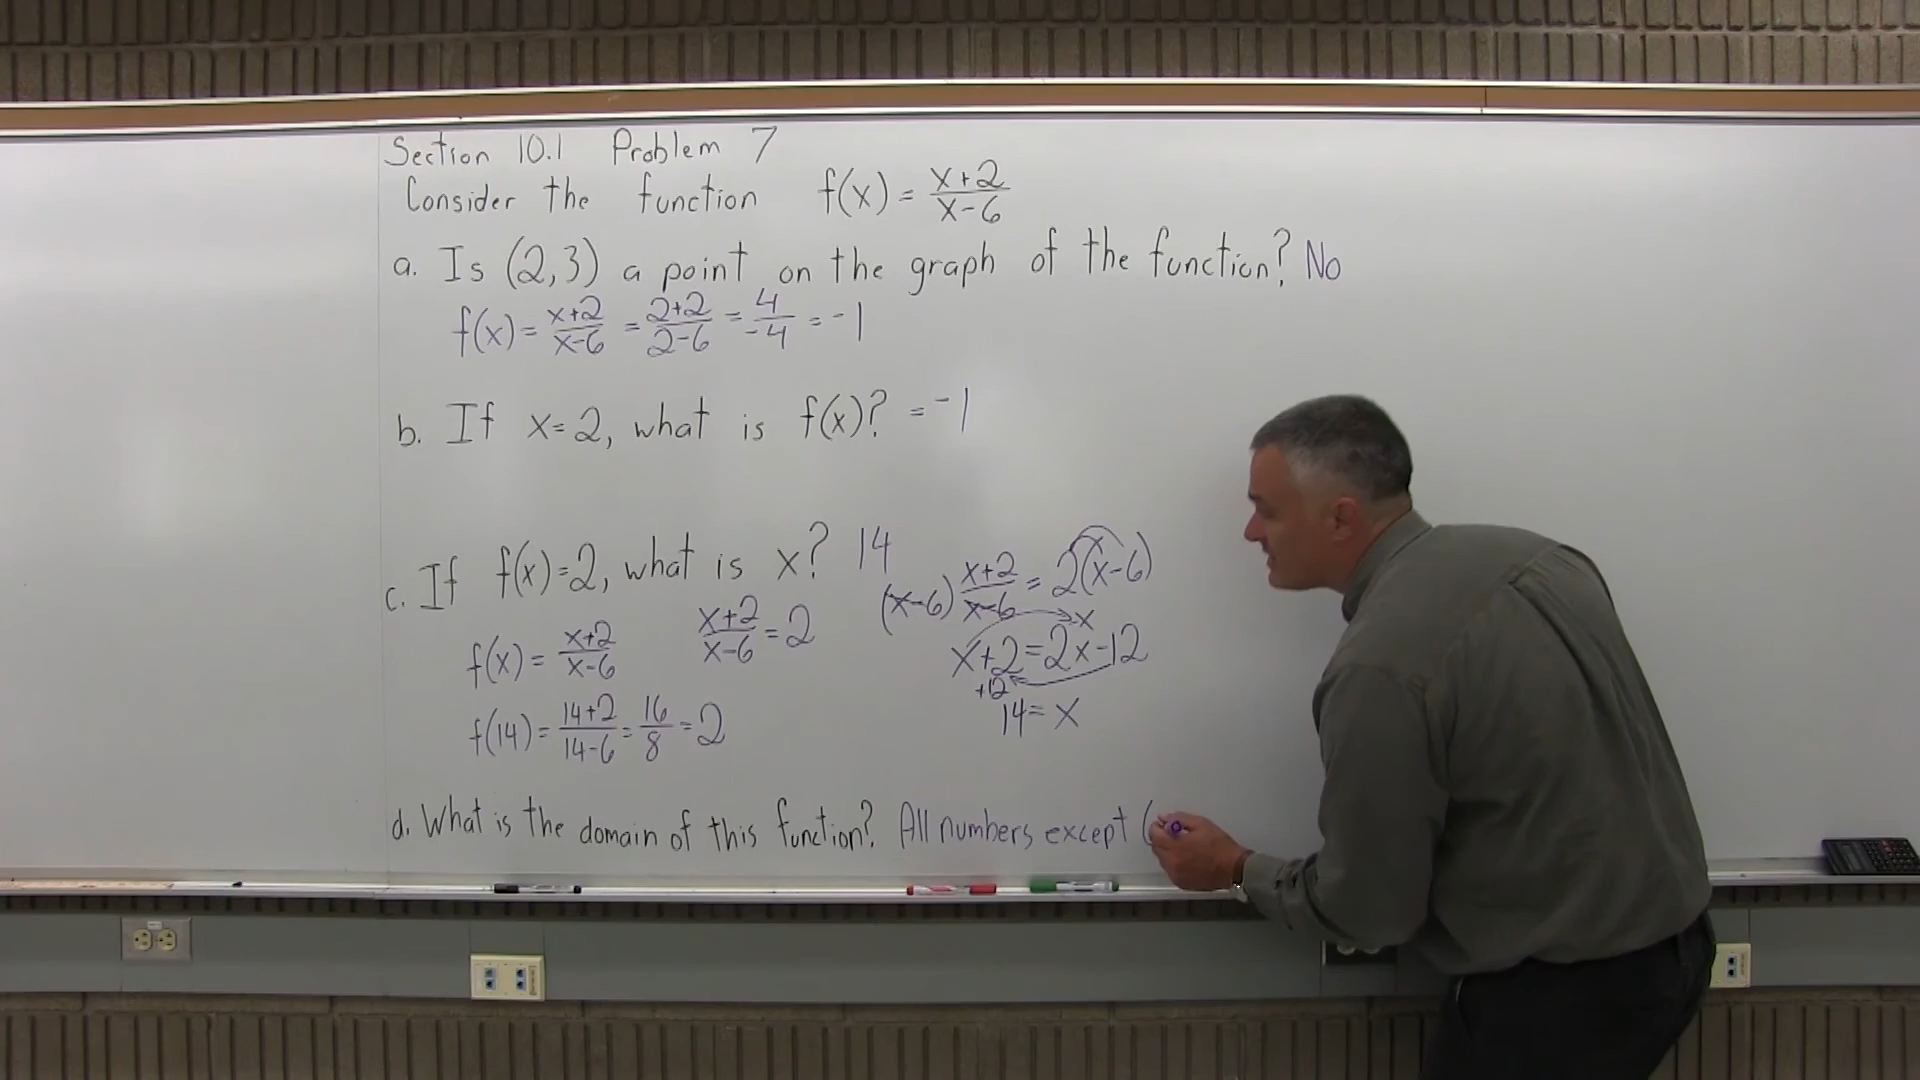 Section 10.1 Problem 7
Consider the function f(x) = x+2/x-6
a. Is (2,3) a point on the graph of the function? No
f(x) = x+2/x-6 = 2+2/2-6 = 4/-4 = -1
b. If x=2, what is f(x)? = -1
c. If f(x)=2, what is x? 14
f(x) = x+2/x-6
x+2/x-6 = 2
f(14) = 14+2/14-6 = 16/8 = 2
(x-6) x+2/x-6 = 2(x-6)
-x
x+2=2x-12
+12
14=x
d. What is the domain of this function? All numbers except